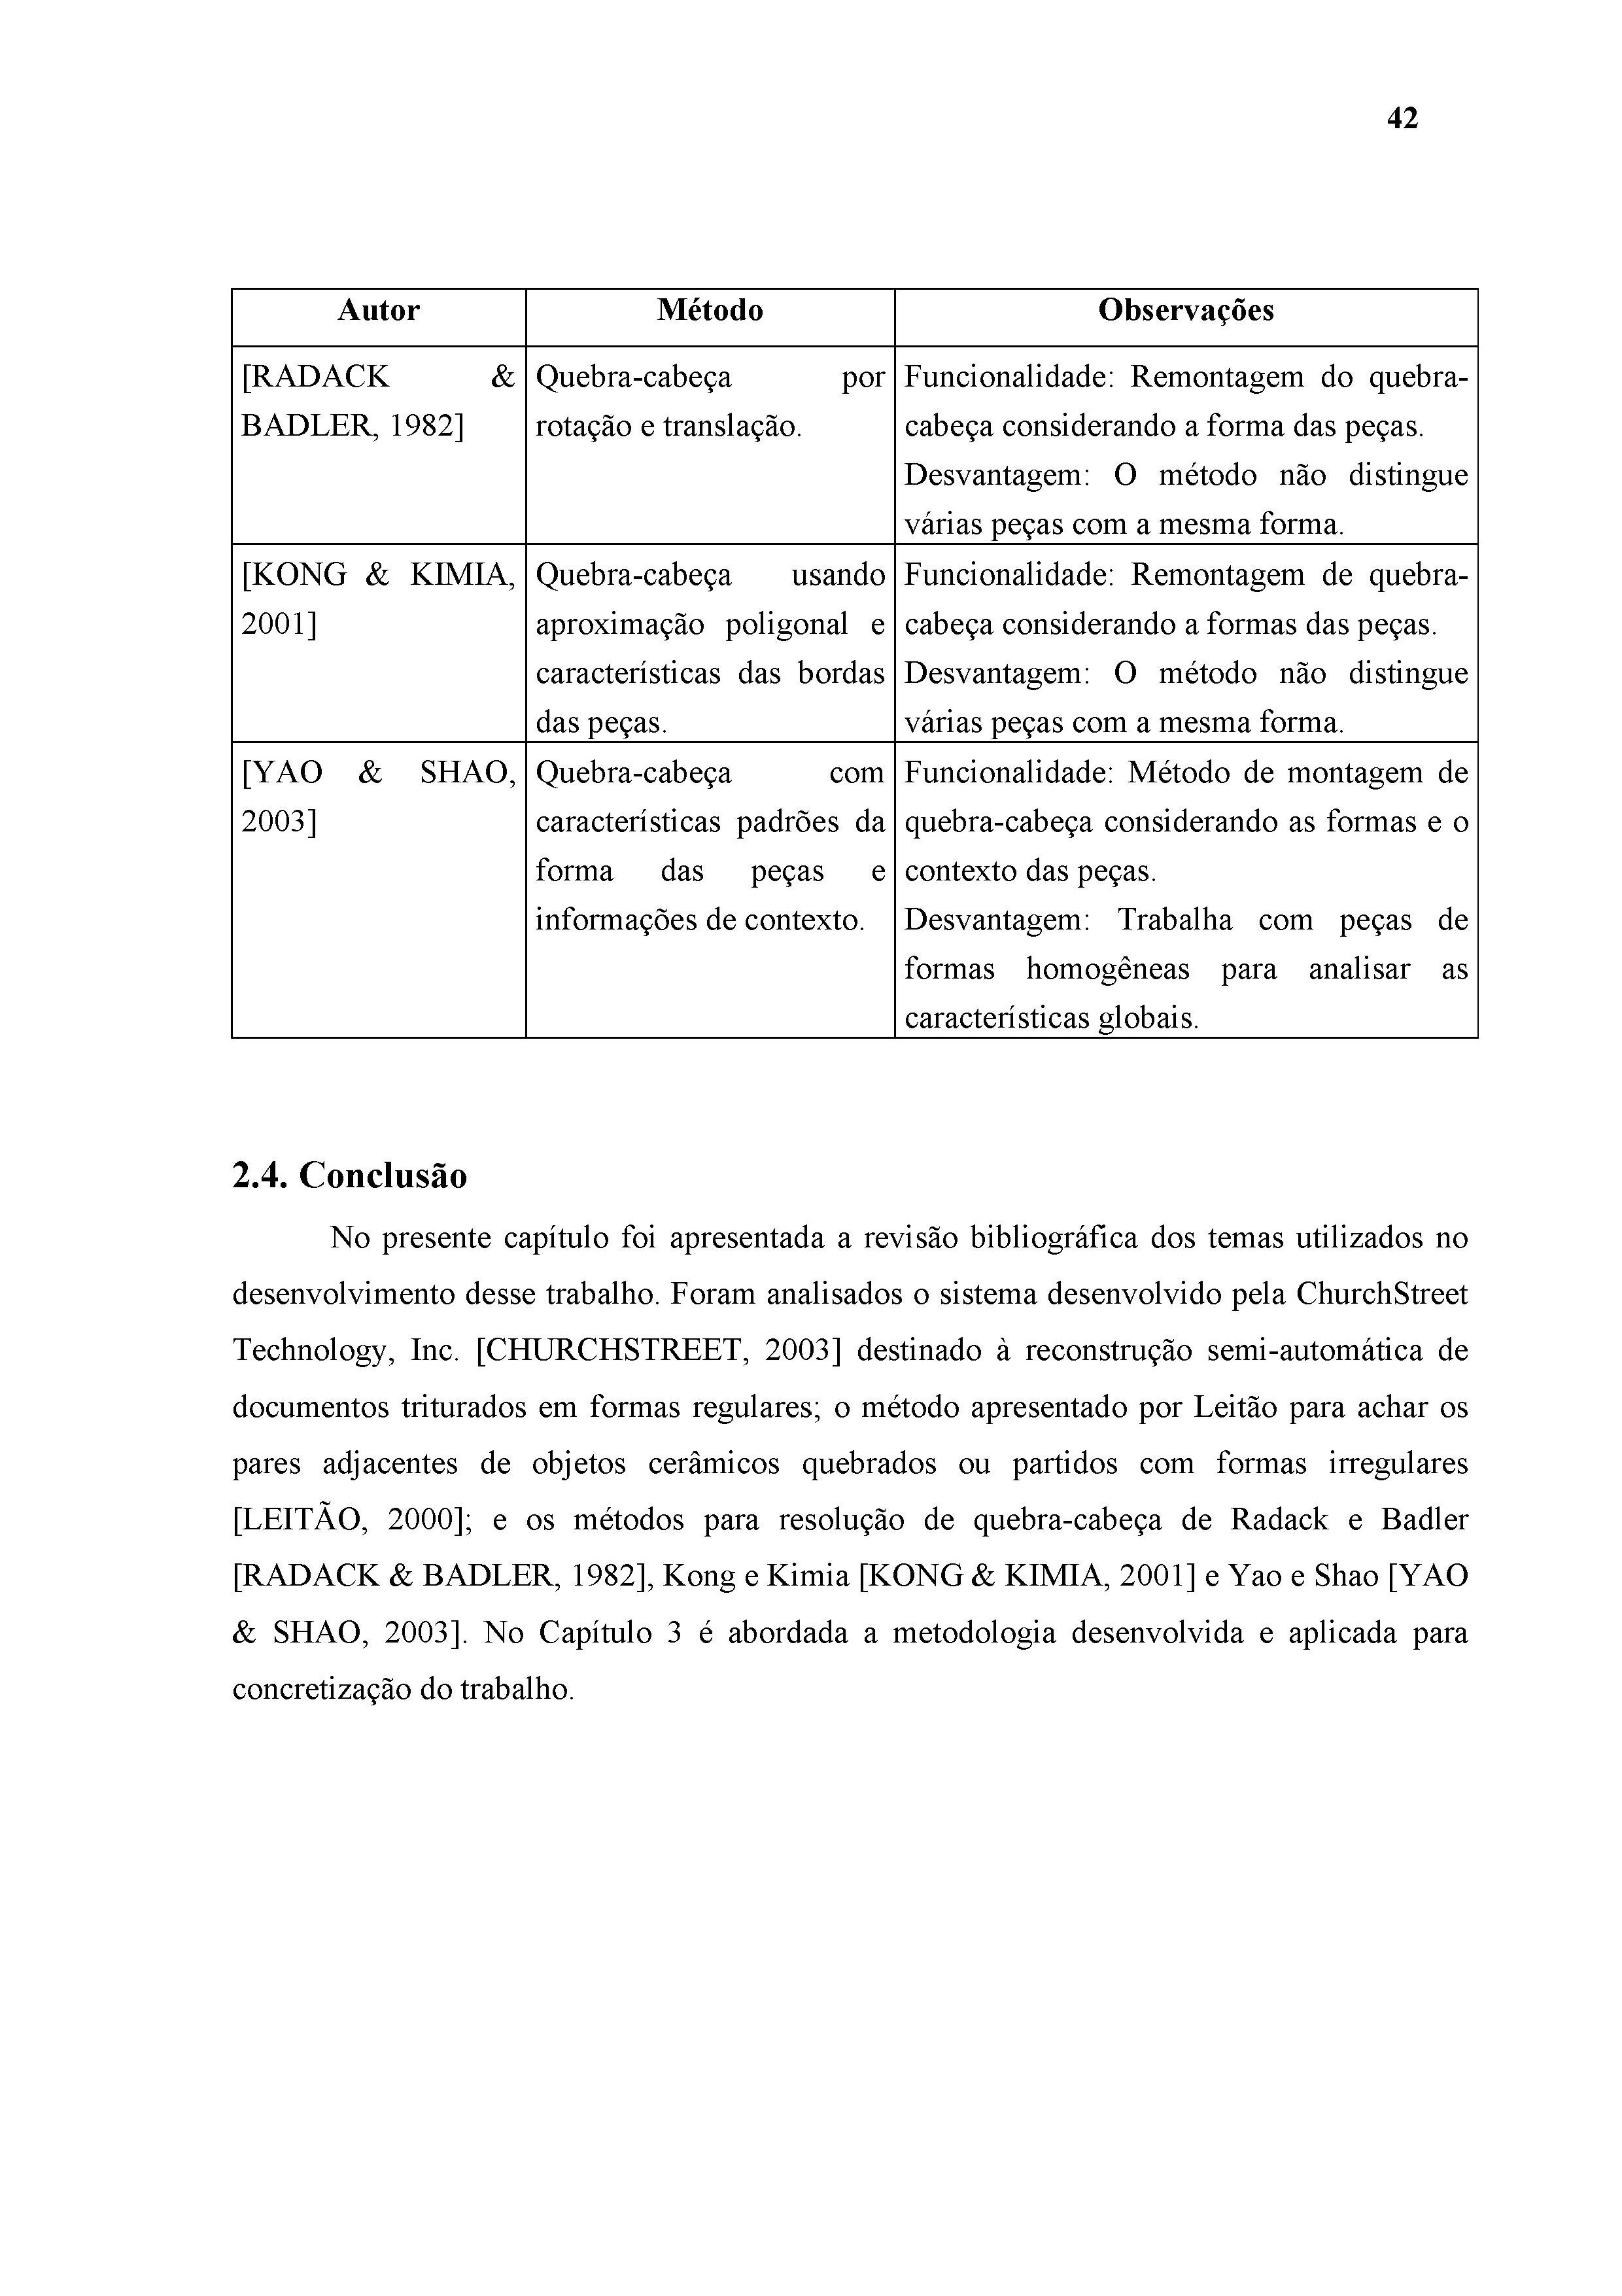 42
Autor Método Observações
[RADACK &
BADLER, 1982]
Quebra-cabeça por
rotação e translação.
Funcionalidade: Remontagem do quebra-
cabeça considerando a forma das peças.
Desvantagem: O método não distingue
várias peças com a mesma forma.
[KONG & KIMIA,
2001]
Quebra-cabeça usando
aproximação poligonal e
características das bordas
das peças.
Funcionalidade: Remontagem de quebra-
cabeça considerando a formas das peças.
Desvantagem: O método não distingue
várias peças com a mesma forma.
[YAO & SHAO,
2003]
Quebra-cabeça com
características padrões da
forma das peças e
informações de contexto.
Funcionalidade: Método de montagem de
quebra-cabeça considerando as formas e o
contexto das peças.
Desvantagem: Trabalha com peças de
formas homogêneas para analisar as
características globais.
2.4. Conclusão
No presente capítulo foi apresentada a revisão bibliográfica dos temas utilizados no
desenvolvimento desse trabalho. Foram analisados o sistema desenvolvido pela ChurchStreet
Technology, Inc. [CHURCHSTREET, 2003] destinado à reconstrução semi-automática de
documentos triturados em formas regulares; o método apresentado por Leitão para achar os
pares adjacentes de objetos cerâmicos quebrados ou partidos com formas irregulares
[LEITÃO, 2000]; e os métodos para resolução de quebra-cabeça de Radack e Badler
[RADACK & BADLER, 1982], Kong e Kimia [KONG & KIMIA, 2001] e Yao e Shao [YAO
& SHAO, 2003]. No Capítulo 3 é abordada a metodologia desenvolvida e aplicada para
concretização do trabalho.